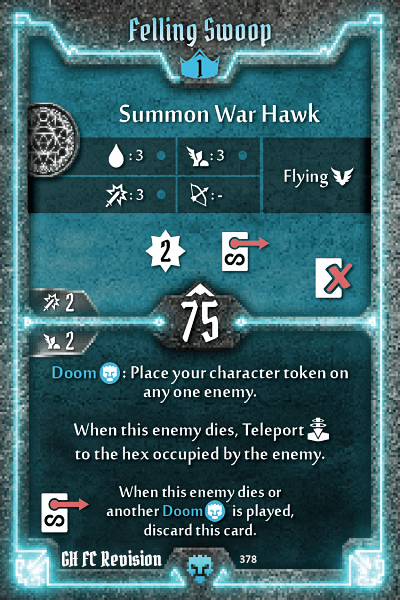 Felling Swoop
1
Summon War Hawk
: 3
: 3
Flying
: 3
: -
2
S
2
75
2
Doom : Place your character token on
any one enemy.
When this enemy dies, Teleport
to the hex occupied by the enemy.
When this enemy dies or
another Doom is played,
discard this card.
S
GH FC Revision
378